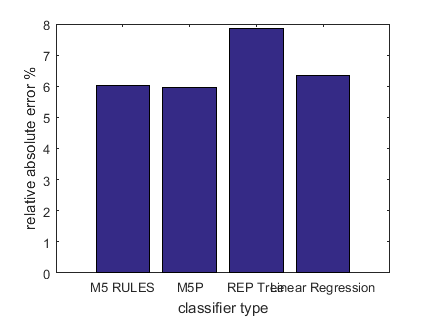 8
7
6
5
4
3
2
1
0
relative absolute error %
M5 RULES
M5P
REP Tree
Linear Regression
classifier type